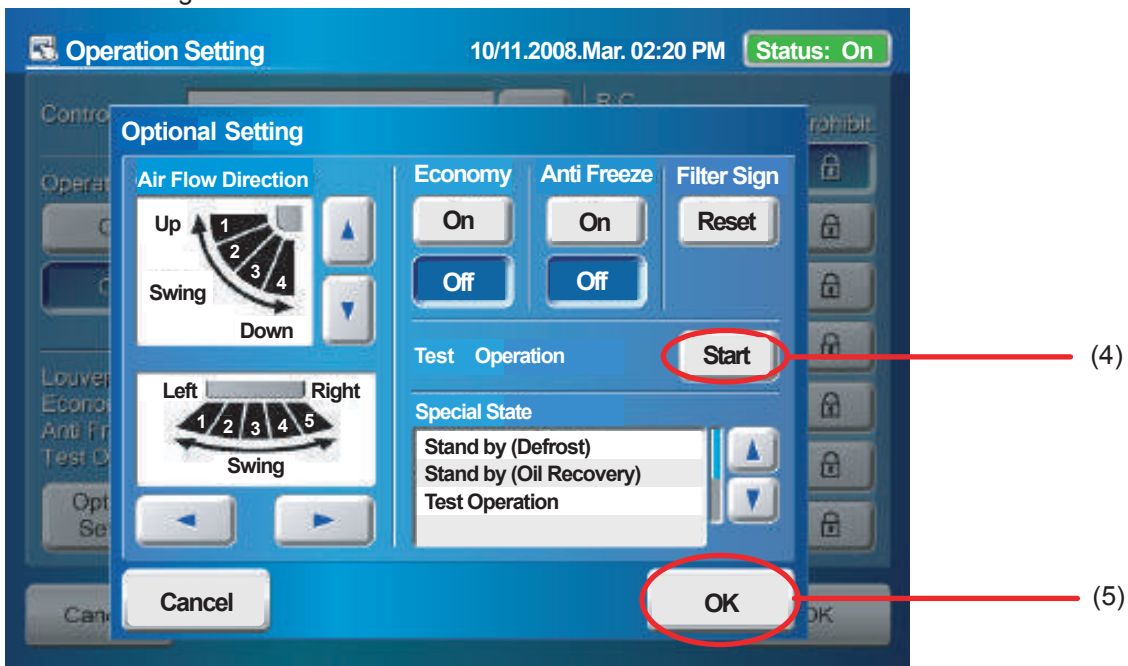 Operation Setting 10/11.2008.Mar. 02:20 PM Status: On
Optional Setting
Air Flow Direction
Up
1
2
3
4
Swing
Down
Left Right
1 2 3 4 5
Swing
Economy Anti Freeze Filter Sign
On On Reset
Off Off
Test Operation Start
(4)
Special State
Stand by (Defrost)
Stand by (Oil Recovery)
Test Operation
Cancel OK
(5)